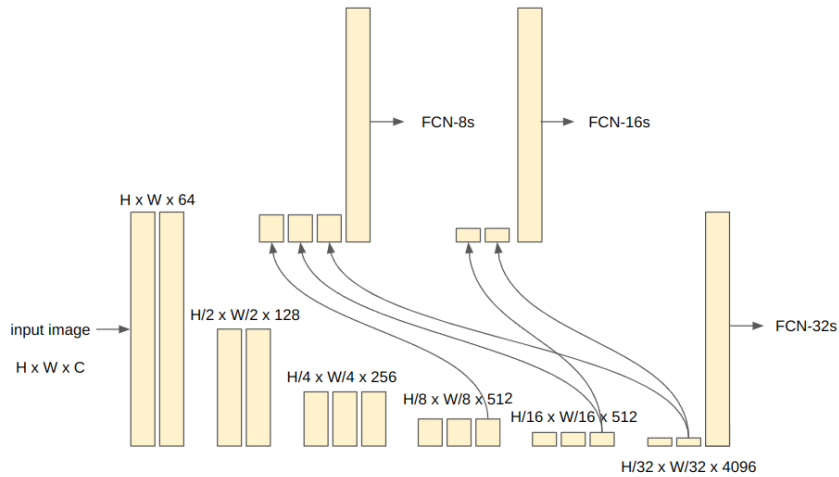 FCN-8s
FCN-16s
H x W x 64
H/2 x W/2 x 128
input image
FCN-32s
H x W x C
H/4 x W/4 x 256
H/8 x W/8 x 512
H/16 x W/16 x 512
H/32 x W/32 x 4096